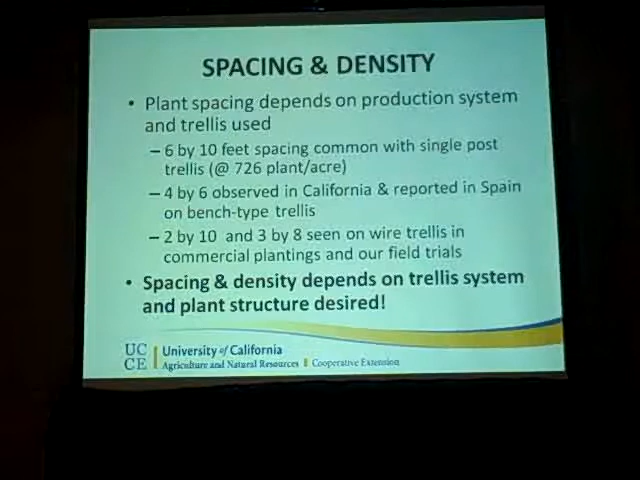 SPACING & DENSITY
• Plant spacing depends on production system
and trellis used
– 6 by 10 feet spacing common with single post
trellis (@ 726 plant/acre)
– 4 by 6 observed in California & reported in Spain
on bench-type trellis
– 2 by 10 and 3 by 8 seen on wire trellis in
commercial plantings and our field trials
• Spacing & density depends on trellis system
and plant structure desired!
UC
CE
University of California
Agriculture and Natural Resources Cooperative Extension